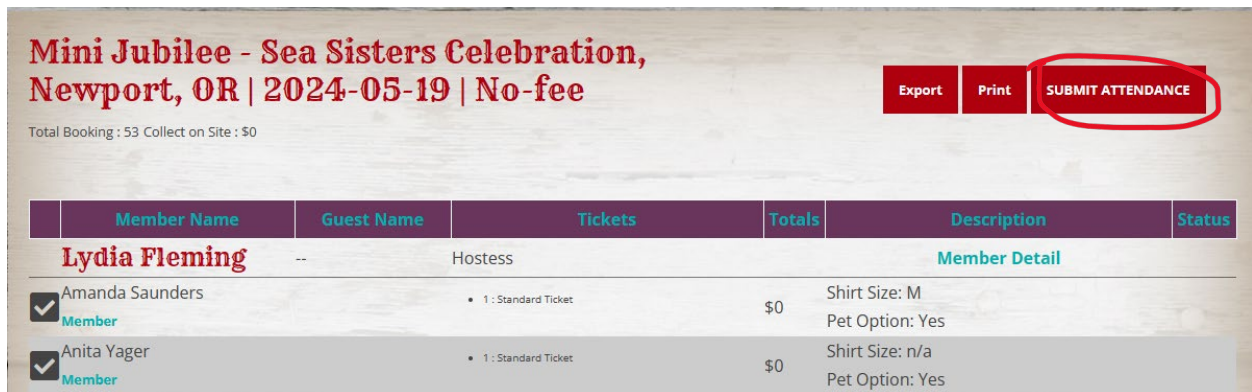 Mini Jubilee - Sea Sisters Celebration,
Newport, OR | 2024-05-19 | No-fee
Export Print SUBMIT ATTENDANCE
Total Booking : 53 Collect on Site : $0
Member Name Guest Name Tickets Totals Description Status
Lydia Fleming -- Hostess Member Detail
Amanda Saunders
Member
1 : Standard Ticket
$0
Shirt Size: M
Pet Option: Yes
Anita Yager
Member
1 : Standard Ticket
$0
Shirt Size: n/a
Pet Option: Yes